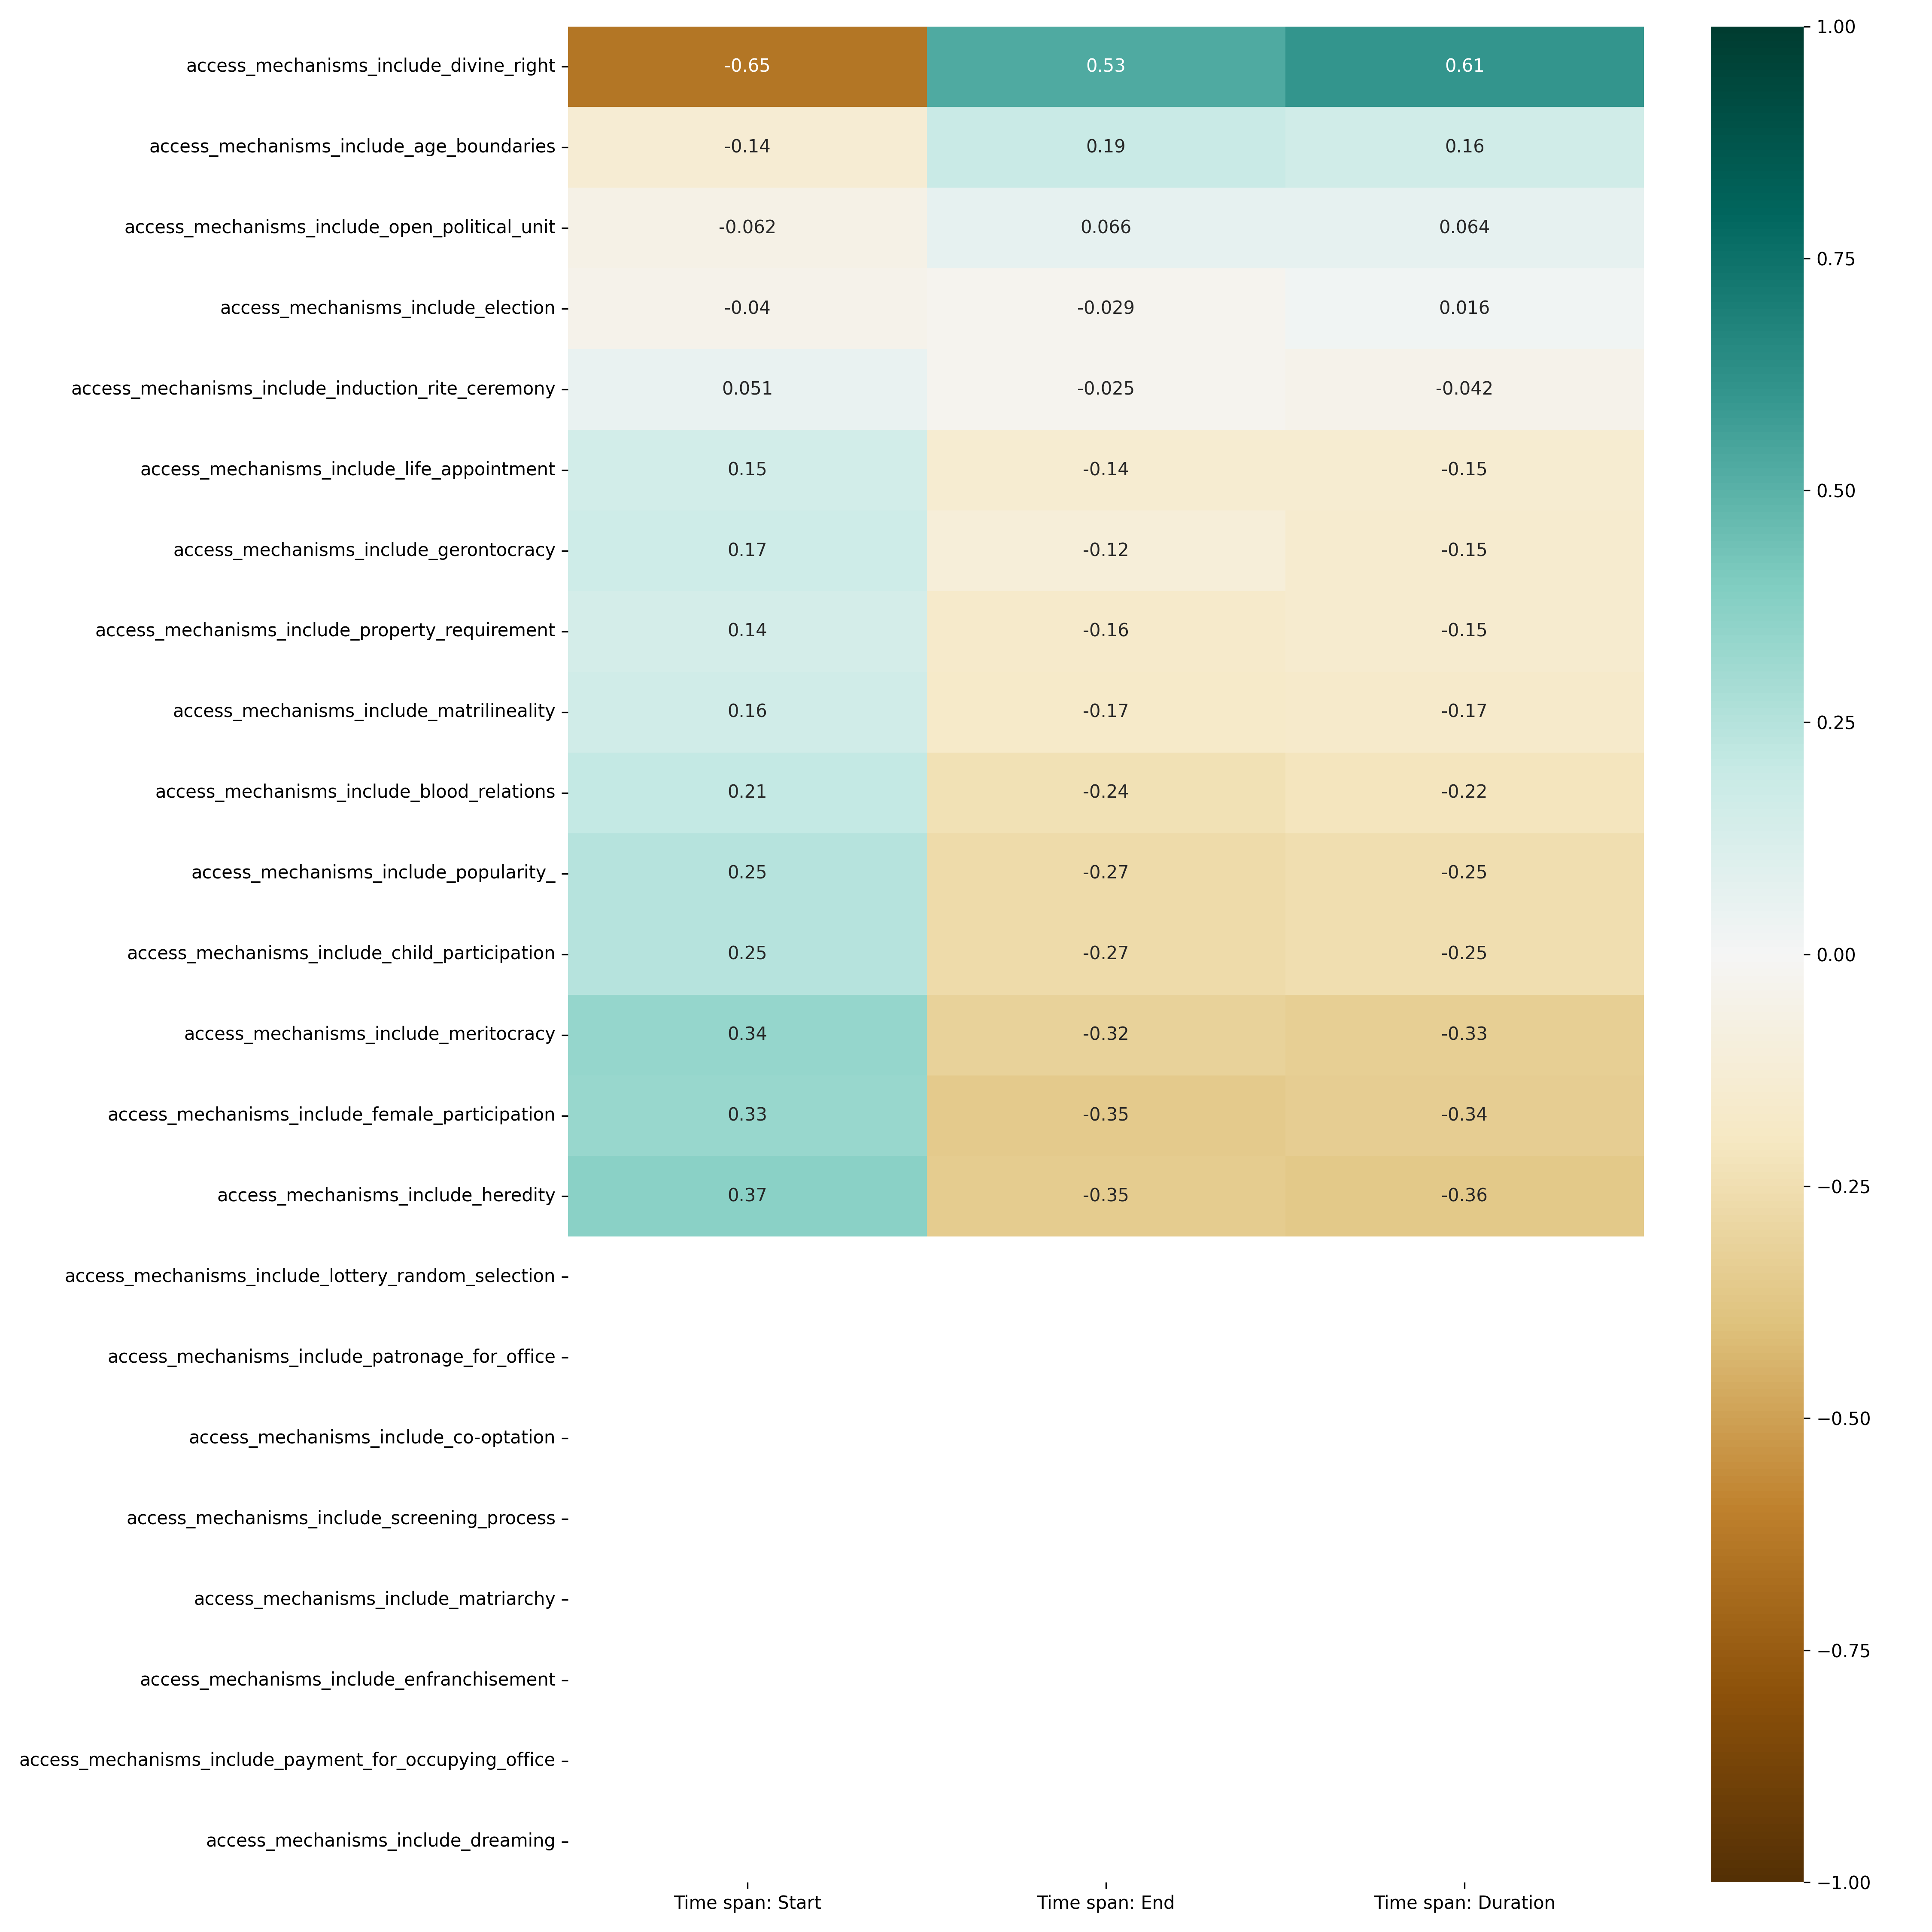 access_mechanisms_include_divine_right -0.65 0.53 0.61
access_mechanisms_include_age_boundaries -0.14 0.19 0.16
access_mechanisms_include_open_political_unit -0.062 0.066 0.064
access_mechanisms_include_election -0.04 -0.029 0.016
access_mechanisms_include_induction_rite_ceremony 0.051 -0.025 -0.042
access_mechanisms_include_life_appointment 0.15 -0.14 -0.15
access_mechanisms_include_gerontocracy 0.17 -0.12 -0.15
access_mechanisms_include_property_requirement 0.14 -0.16 -0.15
access_mechanisms_include_matrilineality 0.16 -0.17 -0.17
access_mechanisms_include_blood_relations 0.21 -0.24 -0.22
access_mechanisms_include_popularity_ 0.25 -0.27 -0.25
access_mechanisms_include_child_participation 0.25 -0.27 -0.25
access_mechanisms_include_meritocracy 0.34 -0.32 -0.33
access_mechanisms_include_female_participation 0.33 -0.35 -0.34
access_mechanisms_include_heredity 0.37 -0.35 -0.36
access_mechanisms_include_lottery_random_selection
access_mechanisms_include_patronage_for_office
access_mechanisms_include_co-optation
access_mechanisms_include_screening_process
access_mechanisms_include_matriarchy
access_mechanisms_include_enfranchisement
access_mechanisms_include_payment_for_occupying_office
access_mechanisms_include_dreaming
Time span: Start Time span: End Time span: Duration
1.00
0.75
0.50
0.25
0.00
−0.25
−0.50
−0.75
−1.00